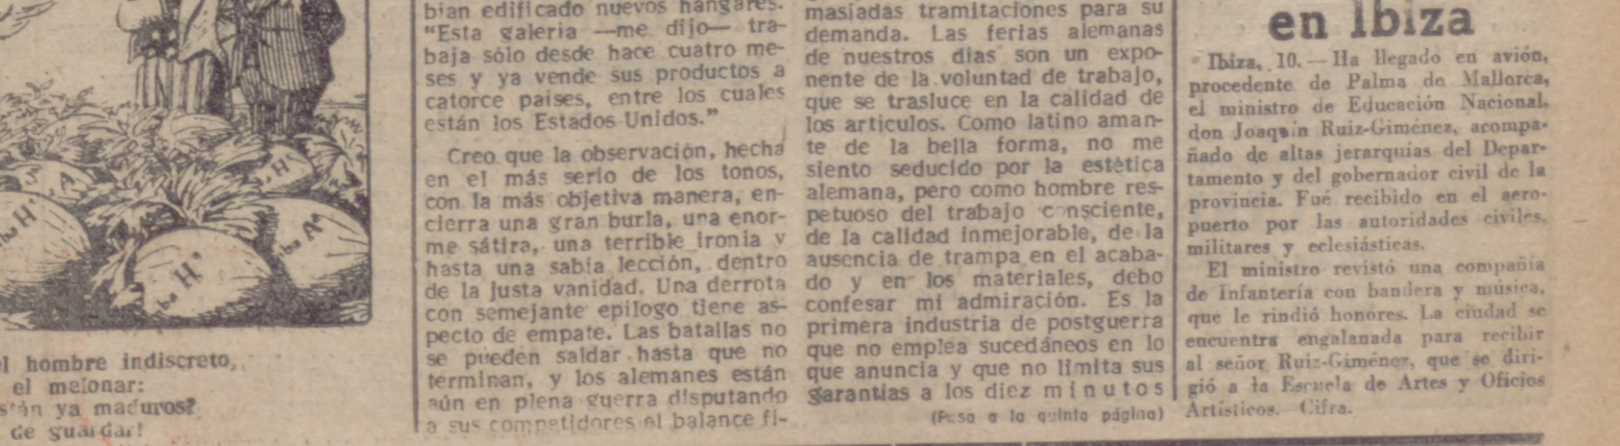 ba H'
A.
H'
ba H'
ba Aª
el hombre indiscreto,
el melonar:
están ya maduros?
de guardar!
bian edificado nuevos hangares.
"Esta galeria —me dijo— tra-
baja sólo desde hace cuatro me-
ses y ya vende sus productos a
catorce paises, entre los cuales
están los Estados Unidos."
Creo que la observación, hecha
en el más serio de los tonos,
con la más objetiva manera, en-
cierra una gran burla, una enor-
me sátira, una terrible ironia y
hasta una sabia lección, dentro
de la justa vanidad. Una derrota
con semejante epilogo tiene as-
pecto de empate. Las batallas no
se pueden saldar hasta que no
terminan, y los alemanes están
aún en plena guerra disputando
a sus competidores el balance fi-
masiadas tramitaciones para su
demanda. Las ferias alemanas
de nuestros dias son un expo-
nente de la voluntad de trabajo,
que se trasluce en la calidad de
los articulos. Como latino aman-
te de la bella forma, no me
siento seducido por la estética
alemana, pero como hombre res-
petuoso del trabajo consciente,
de la calidad inmejorable, de la
ausencia de trampa en el acaba-
do y en los materiales, debo
confesar mi admiración. Es la
primera industria de postguerra
que no emplea sucedáneos en lo
que anuncia y que no limita sus
garantias a los diez minutos
(Pasa a la quinta página)
en Ibiza
Ibiza, 10. — Ha llegado en avión,
procedente de Palma de Mallorca,
el ministro de Educación Nacional,
don Joaquín Ruiz-Giménez, acompa-
ñado de altas jerarquías del Depar-
tamento y del gobernador civil de la
provincia. Fué recibido en el aero-
puerto por las autoridades civiles,
militares y eclesiásticas.
El ministro revistó una compañía
de Infantería con bandera y música,
que le rindió honores. La ciudad se
encuentra engalanada para recibir
al señor Ruiz-Giménez, que se diri-
gió a la Escuela de Artes y Oficios
Artísticos. Cifra.